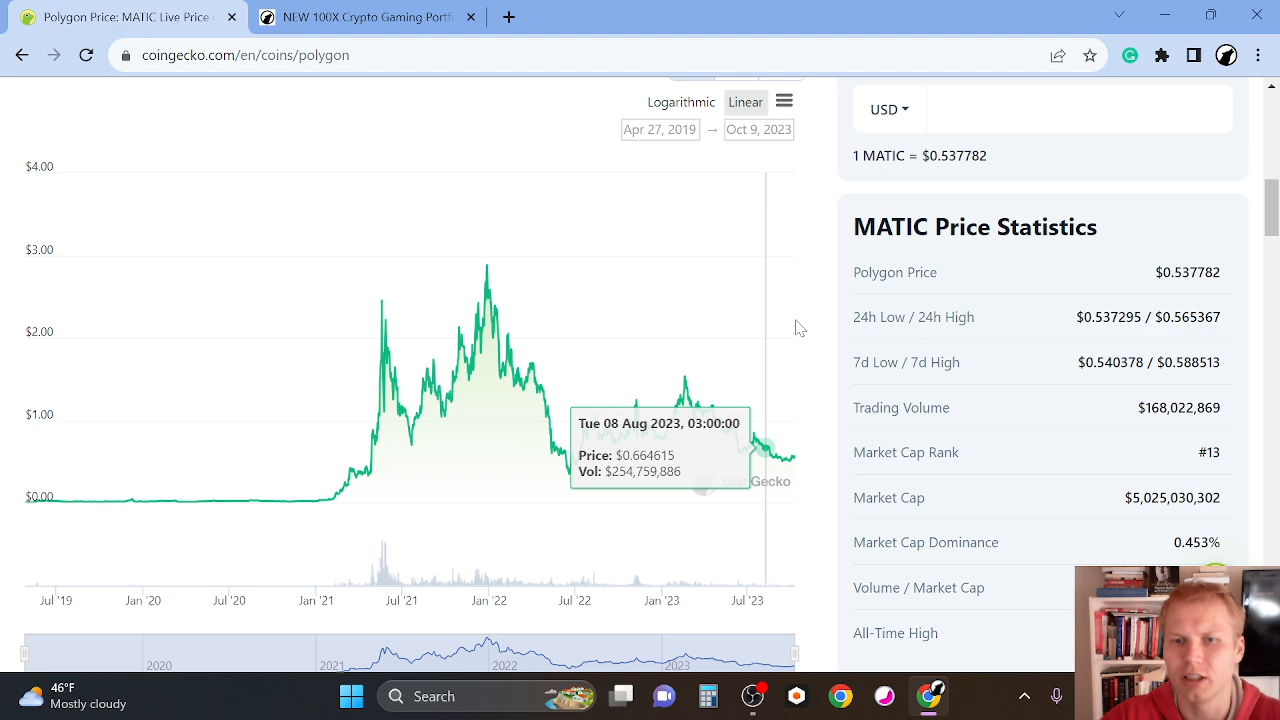 Polygon Price: MATIC Live Price
NEW 100X Crypto Gaming Portf
coingecko.com/en/coins/polygon
Logarithmic Linear
Apr 27, 2019 → Oct 9, 2023
$4.00
$3.00
$2.00
$1.00
$0.00
Tue 08 Aug 2023, 03:00:00
Price: $0.664615
Vol: $254,759,886
Gecko
Jul '19 Jan '20 Jul '20 Jan '21 Jul '21 Jan '22 Jul '22 Jan '23 Jul '23
2020 2021 2022 2023
USD
1 MATIC = $0.537782
MATIC Price Statistics
Polygon Price $0.537782
24h Low / 24h High $0.537295 / $0.565367
7d Low / 7d High $0.540378 / $0.588513
Trading Volume $168,022,869
Market Cap Rank #13
Market Cap $5,025,030,302
Market Cap Dominance 0.453%
Volume / Market Cap
All-Time High
46°F
Mostly cloudy
Search